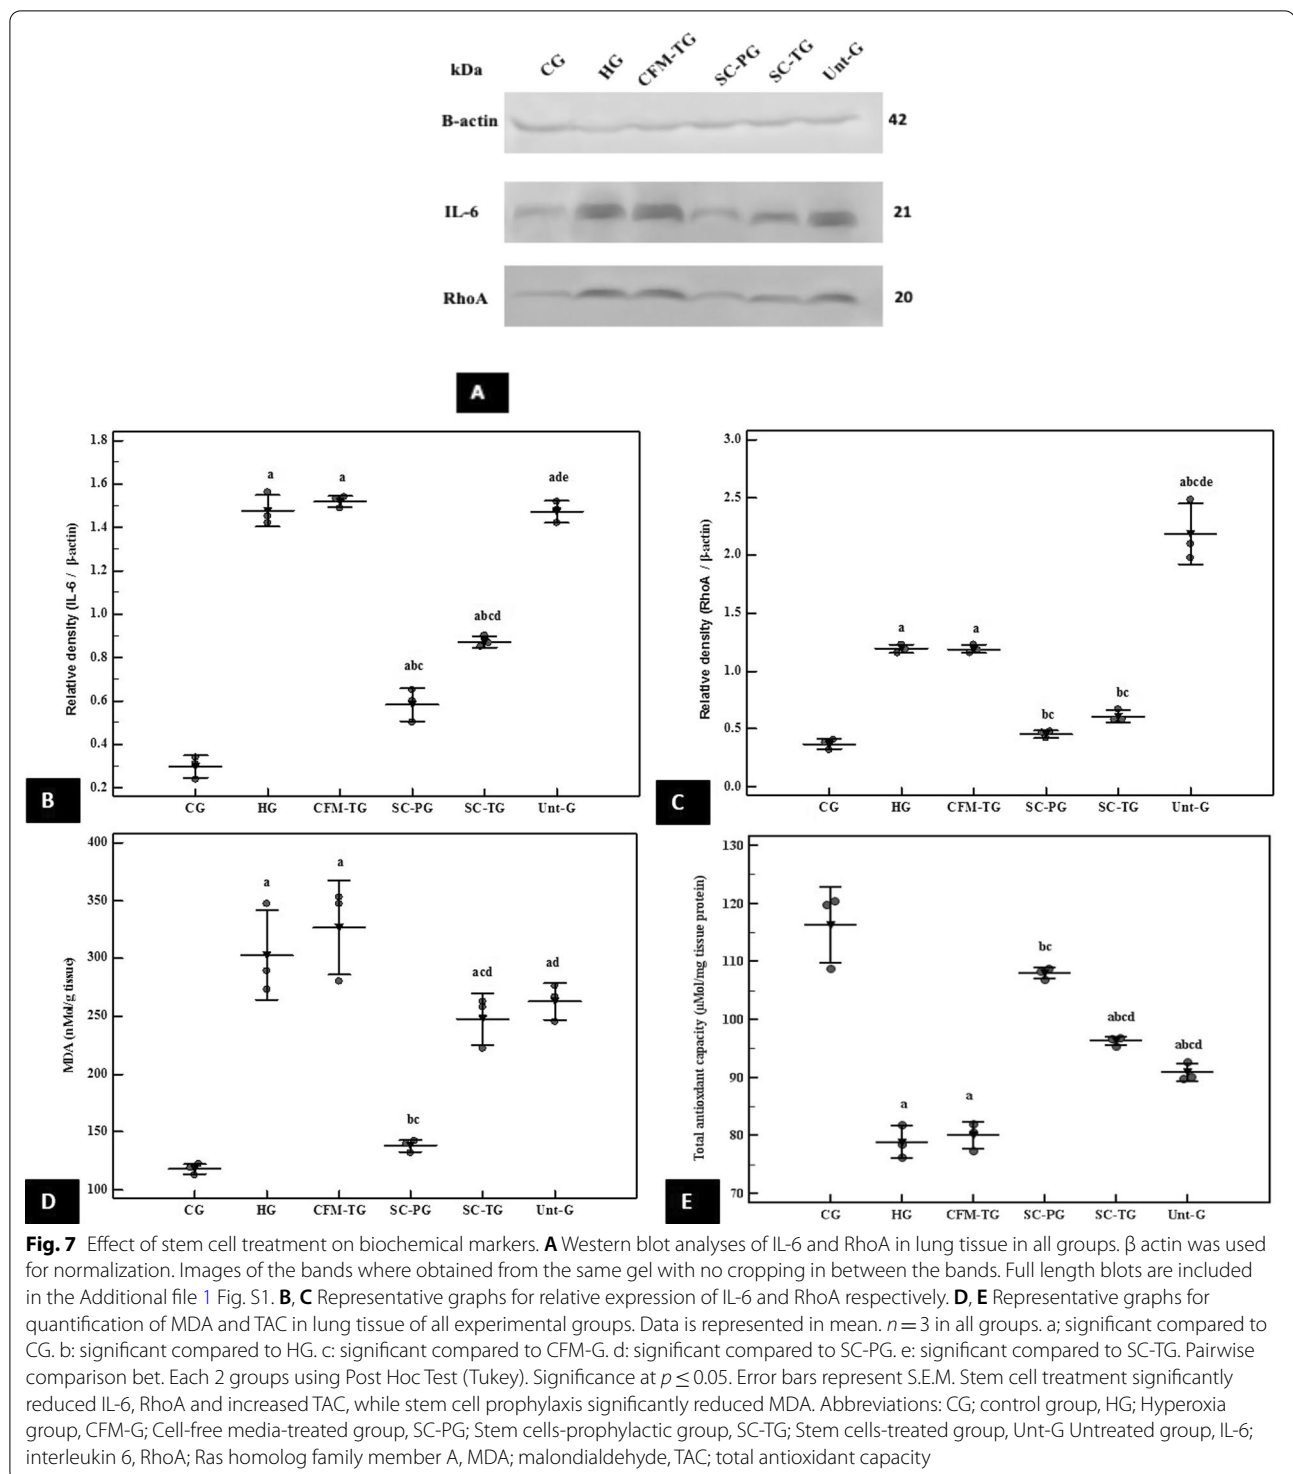 kDa CG HG CFM-TG SC-PG SC-TG Unt-G
B-actin 42
IL-6 21
RhoA 20
A
Relative density (IL-6 / β-actin)
1.8
1.6
1.4
1.2
1.0
0.8
0.6
0.4
0.2
a a abc abcd ade
CG HG CFM-TG SC-PG SC-TG Unt-G
B
Relative density (RhoA / β-actin)
3.0
2.5
2.0
1.5
1.0
0.5
0.0
a a bc bc abcde
CG HG CFM-TG SC-PG SC-TG Unt-G
C
MDA (nMol/g tissue)
400
350
300
250
200
150
100
a a bc acd ad
CG HG CFM-TG SC-PG SC-TG Unt-G
D
Total antioxdant capacity (µMol/mg tissue protein)
130
120
110
100
90
80
70
a a bc abcd abcd
CG HG CFM-TG SC-PG SC-TG Unt-G
E
Fig. 7 Effect of stem cell treatment on biochemical markers. A Western blot analyses of IL-6 and RhoA in lung tissue in all groups. β actin was used
for normalization. Images of the bands where obtained from the same gel with no cropping in between the bands. Full length blots are included
in the Additional file 1 Fig. S1. B, C Representative graphs for relative expression of IL-6 and RhoA respectively. D, E Representative graphs for
quantification of MDA and TAC in lung tissue of all experimental groups. Data is represented in mean. n = 3 in all groups. a; significant compared to
CG. b: significant compared to HG. c: significant compared to CFM-G. d: significant compared to SC-PG. e: significant compared to SC-TG. Pairwise
comparison bet. Each 2 groups using Post Hoc Test (Tukey). Significance at p ≤ 0.05. Error bars represent S.E.M. Stem cell treatment significantly
reduced IL-6, RhoA and increased TAC, while stem cell prophylaxis significantly reduced MDA. Abbreviations: CG; control group, HG; Hyperoxia
group, CFM-G; Cell-free media-treated group, SC-PG; Stem cells-prophylactic group, SC-TG; Stem cells-treated group, Unt-G Untreated group, IL-6;
interleukin 6, RhoA; Ras homolog family member A, MDA; malondialdehyde, TAC; total antioxidant capacity